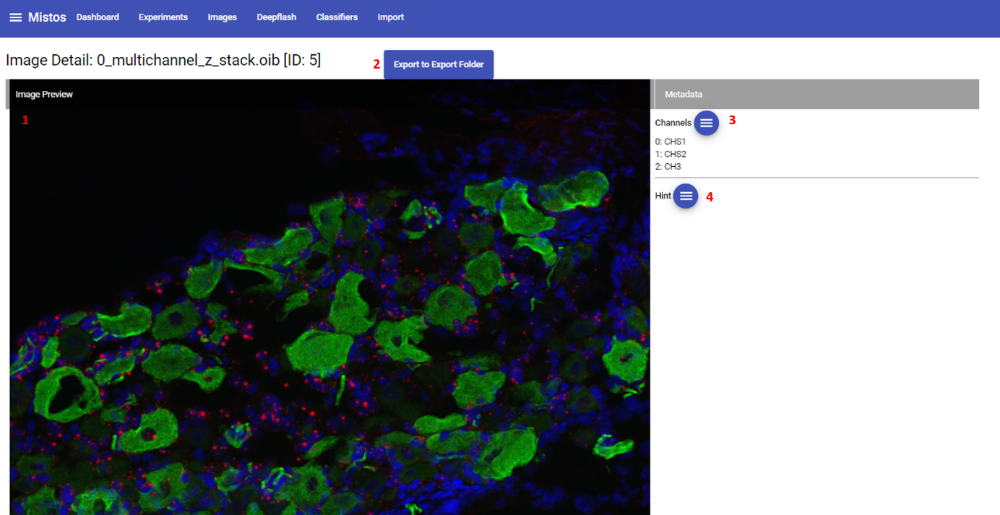 Mistos Dashboard Experiments Images Deepflash Classifiers Import
Image Detail: 0_multichannel_z_stack.oib [ID: 5]
2 Export to Export Folder
Image Preview
Metadata
1
Channels 3
0: CHS1
1: CHS2
2: CH3
Hint 4